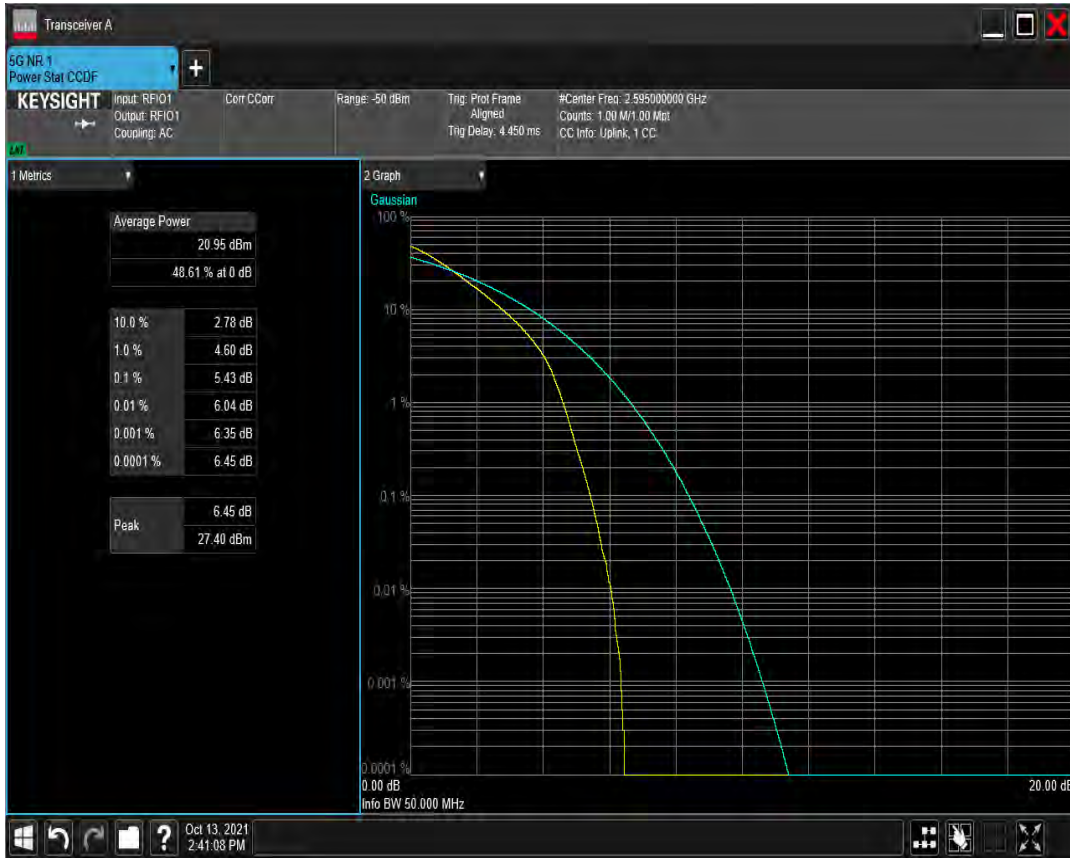 Transceiver A
5G NR 1
Power Stat CCDF
+
KEYSIGHT
Input: RFIO1
Output: RFIO1
Coupling: AC
Corr CCorr
Range: -50 dBm
Trig: Prot Frame
Aligned
Trig Delay: 4.450 ms
#Center Freq: 2.595000000 GHz
Counts: 1.00 M/1.00 Mpt
CC Info: Uplink, 1 CC
1 Metrics
Average Power
20.95 dBm
48.61 % at 0 dB
10.0 % 2.78 dB
1.0 % 4.60 dB
0.1 % 5.43 dB
0.01 % 6.04 dB
0.001 % 6.35 dB
0.0001 % 6.45 dB
Peak
6.45 dB
27.40 dBm
2 Graph
Gaussian
100 %
10 %
1 %
0.1 %
0.01 %
0.001 %
0.0001 %
0.00 dB
20.00 dB
Info BW 50.000 MHz
?
Oct 13, 2021
2:41:08 PM